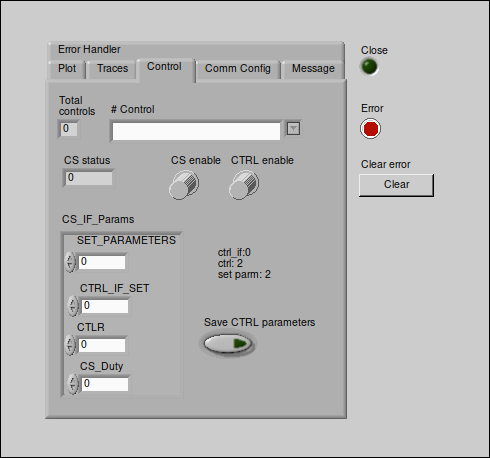 Error Handler
Plot Traces Control Comm Config Message
Close
Total
controls
# Control
0
Error
CS status
CS enable CTRL enable
0
Clear error
Clear
CS_IF_Params
SET_PARAMETERS
0
ctrl_if:0
ctrl: 2
set parm: 2
CTRL_IF_SET
0
CTLR
0
Save CTRL parameters
CS_Duty
0